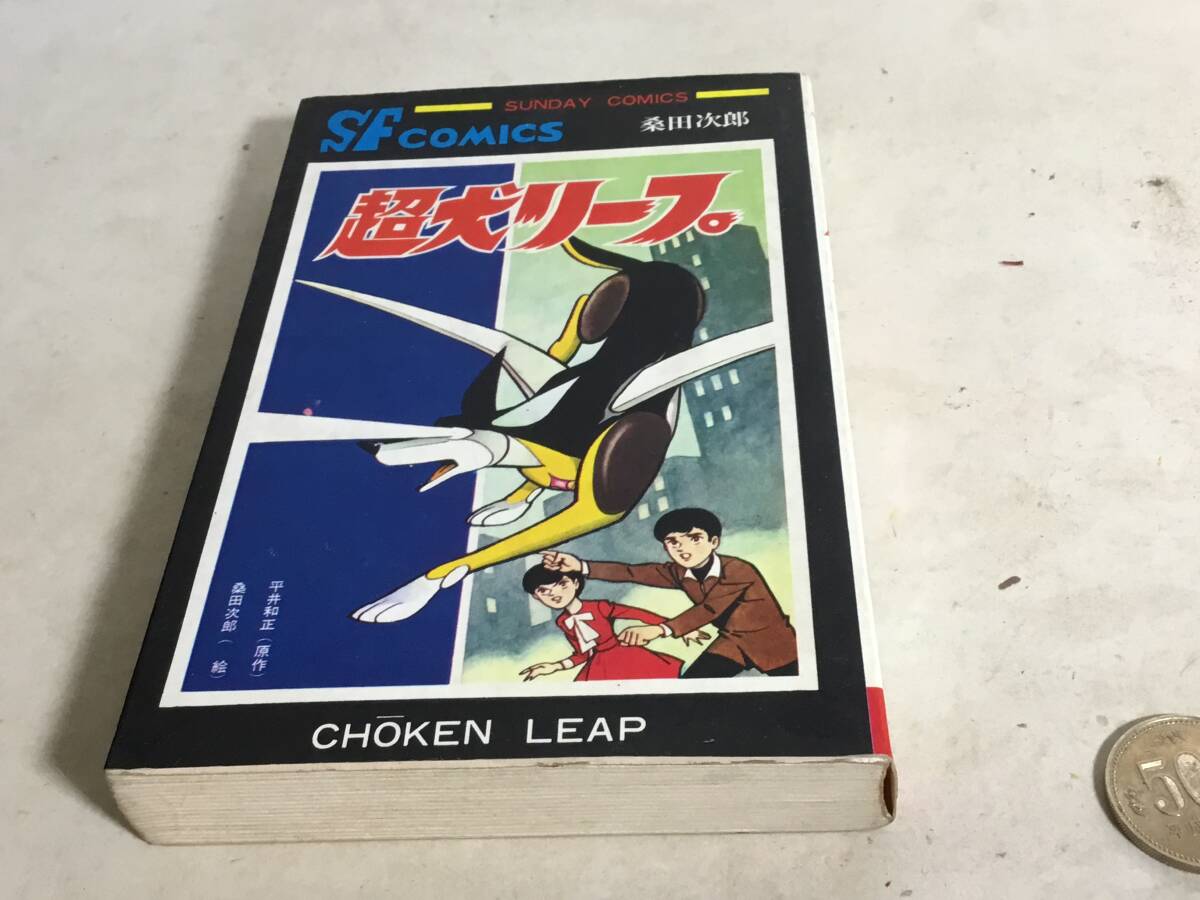 SUNDAY COMICS
SF COMICS
桑田次郎
超犬リープ
平井和正(原作)
桑田次郎(絵)
CHŌKEN LEAP
50